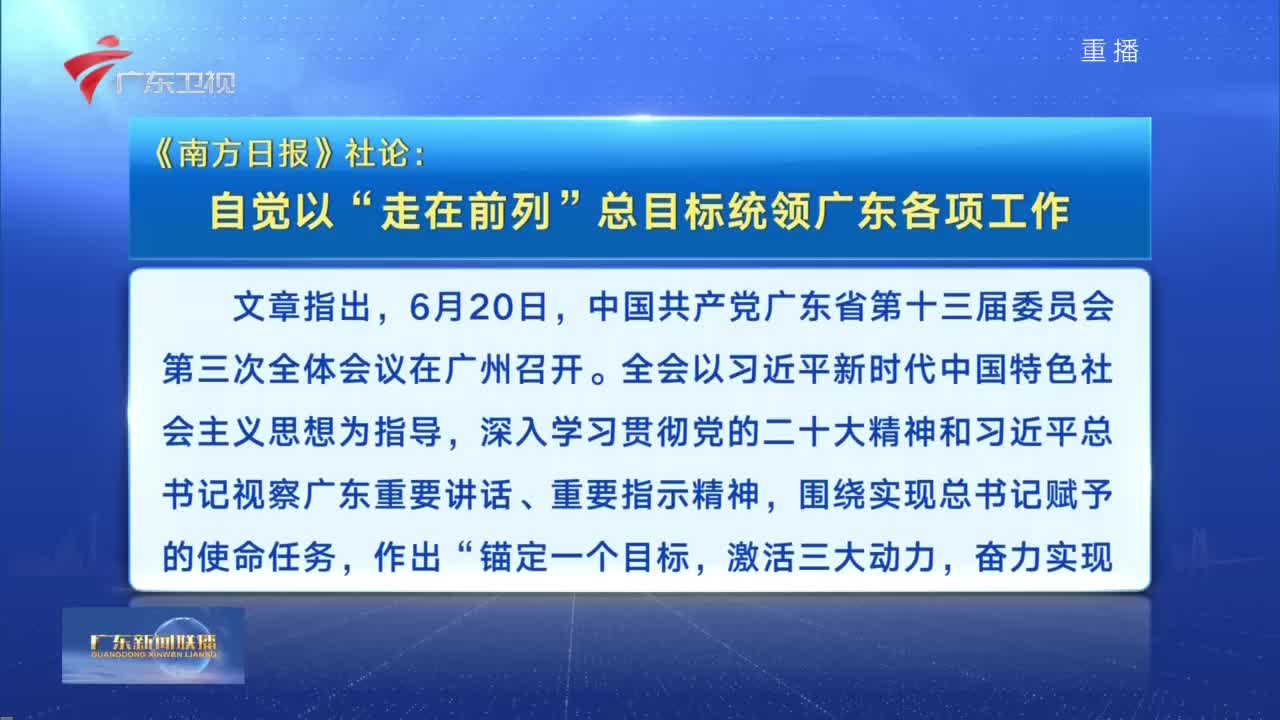 广东卫视
重播
《南方日报》社论：
自觉以“走在前列”总目标统领广东各项工作
文章指出，6月20日，中国共产党广东省第十三届委员会
第三次全体会议在广州召开。全会以习近平新时代中国特色社
会主义思想为指导，深入学习贯彻党的二十大精神和习近平总
书记视察广东重要讲话、重要指示精神，围绕实现总书记赋予
的使命任务，作出“锚定一个目标，激活三大动力，奋力实现
广东新闻联播
GUANGDONG XINWEN LIANBO